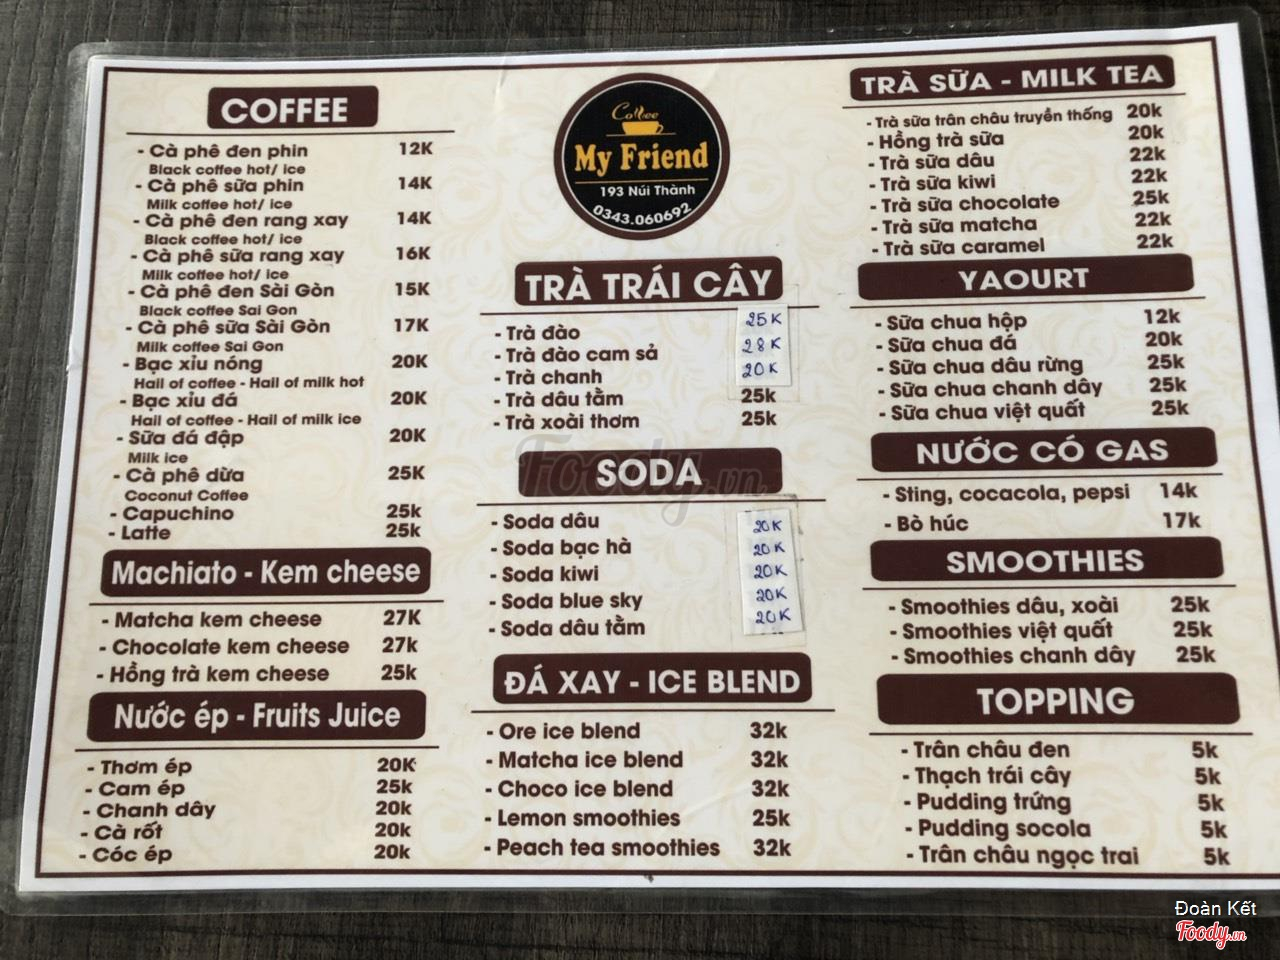 COFFEE
- Cà phê đen phin 12K
Black coffee hot/ ice
- Cà phê sữa phin 14K
Milk coffee hot/ ice
- Cà phê đen rang xay 14K
Black coffee hot/ ice
- Cà phê sữa rang xay 16K
Milk coffee hot/ ice
- Cà phê đen Sài Gòn 15K
Black coffee Sai Gon
- Cà phê sữa Sài Gòn 17K
Milk coffee Sai Gon
- Bạc xỉu nóng 20K
Hail of coffee - Hail of milk hot
- Bạc xỉu đá 20K
Hail of coffee - Hail of milk ice
- Sữa đá đập 20K
Milk ice
- Cà phê dừa 25K
Coconut Coffee
- Capuchino 25k
- Latte 25k
Machiato - Kem cheese
- Matcha kem cheese 27K
- Chocolate kem cheese 27k
- Hồng trà kem cheese 25k
Nước ép - Fruits Juice
- Thơm ép 20K
- Cam ép 25k
- Chanh dây 20k
- Cà rốt 20k
- Cóc ép 20k
Coffee
My Friend
193 Núi Thành
0343.060692
TRÀ TRÁI CÂY
- Trà đào 25K
- Trà đào cam sả 28K
- Trà chanh 20K
- Trà dâu tằm 25k
- Trà xoài thơm 25k
Foody.vn
SODA
- Soda dâu 20K
- Soda bạc hà 20K
- Soda kiwi 20K
- Soda blue sky 20K
- Soda dâu tằm 20K
ĐÁ XAY - ICE BLEND
- Ore ice blend 32k
- Matcha ice blend 32k
- Choco ice blend 32k
- Lemon smoothies 25k
- Peach tea smoothies 32k
TRÀ SỮA - MILK TEA
- Trà sữa trân châu truyền thống 20k
- Hồng trà sữa 20k
- Trà sữa dâu 22k
- Trà sữa kiwi 22k
- Trà sữa chocolate 25k
- Trà sữa matcha 22k
- Trà sữa caramel 22k
YAOURT
- Sữa chua hộp 12k
- Sữa chua đá 20k
- Sữa chua dâu rừng 25k
- Sữa chua chanh dây 25k
- Sữa chua việt quất 25k
NƯỚC CÓ GAS
- Sting, cocacola, pepsi 14k
- Bò húc 17k
SMOOTHIES
- Smoothies dâu, xoài 25k
- Smoothies việt quất 25k
- Smoothies chanh dây 25k
TOPPING
- Trân châu đen 5k
- Thạch trái cây 5k
- Pudding trứng 5k
- Pudding socola 5k
- Trân châu ngọc trai 5k
Đoàn Kết
Foody.vn